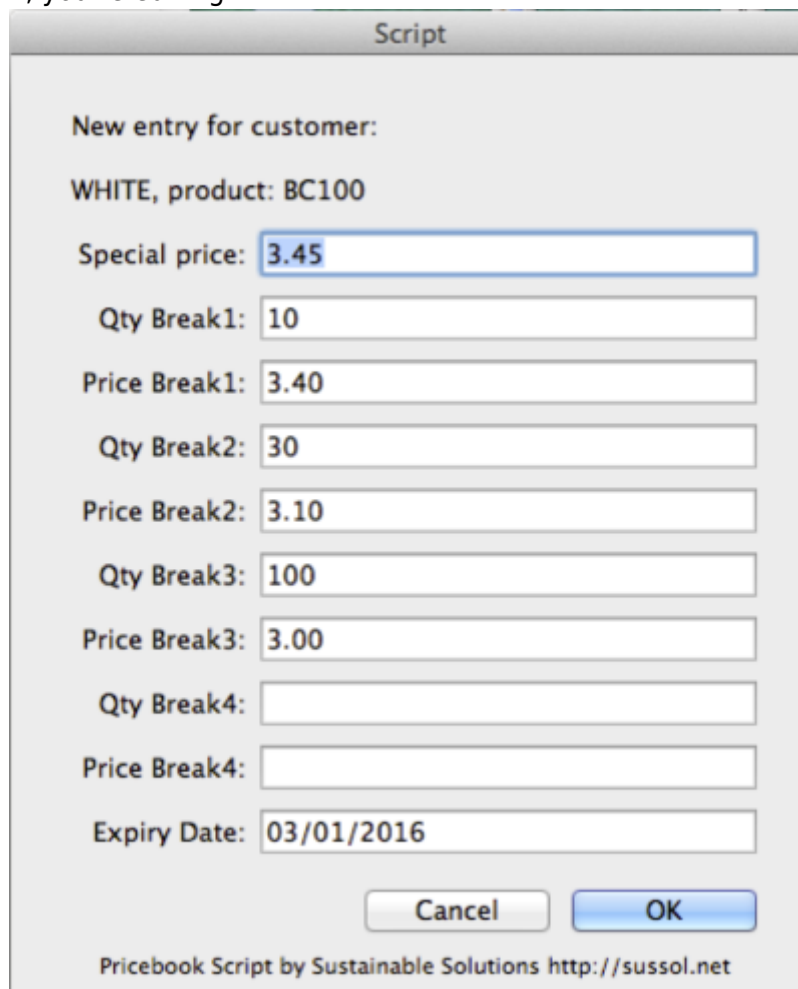 Script
New entry for customer:
WHITE, product: BC100
Special price: 3.45
Qty Break1: 10
Price Break1: 3.40
Qty Break2: 30
Price Break2: 3.10
Qty Break3: 100
Price Break3: 3.00
Qty Break4:
Price Break4:
Expiry Date: 03/01/2016
Cancel OK
Pricebook Script by Sustainable Solutions http://sussol.net